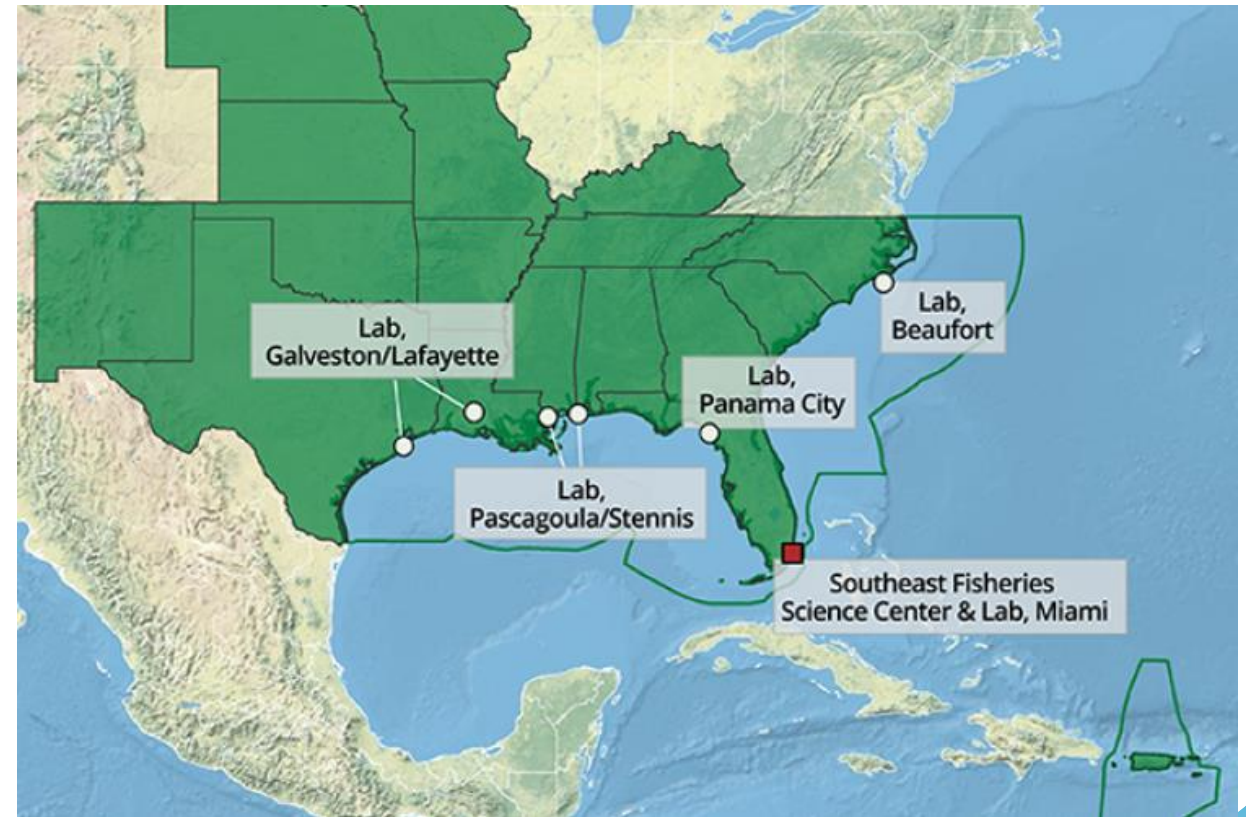 Lab,
Beaufort
Lab,
Galveston/Lafayette
Lab,
Panama City
Lab,
Pascagoula/Stennis
Southeast Fisheries
Science Center & Lab, Miami